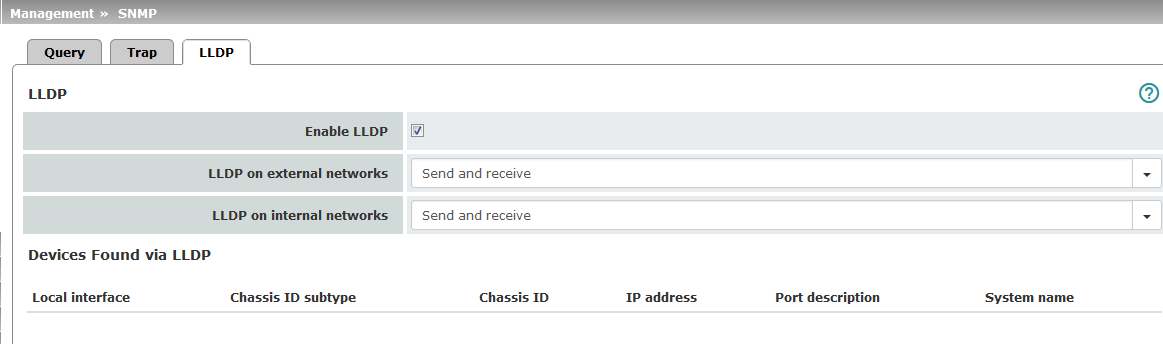 Management » SNMP
Query Trap LLDP
LLDP
Enable LLDP
LLDP on external networks Send and receive
LLDP on internal networks Send and receive
Devices Found via LLDP
Local interface Chassis ID subtype Chassis ID IP address Port description System name